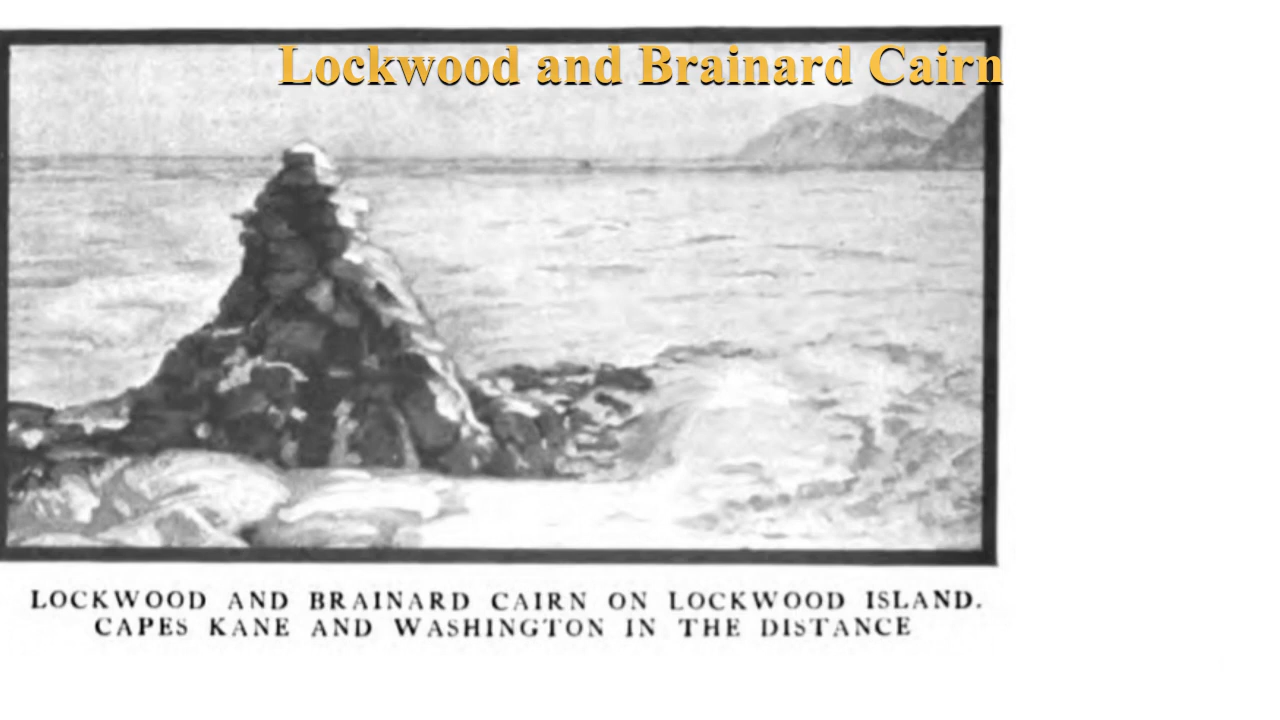 Lockwood and Brainard Cairn
LOCKWOOD AND BRAINARD CAIRN ON LOCKWOOD ISLAND.
CAPES KANE AND WASHINGTON IN THE DISTANCE